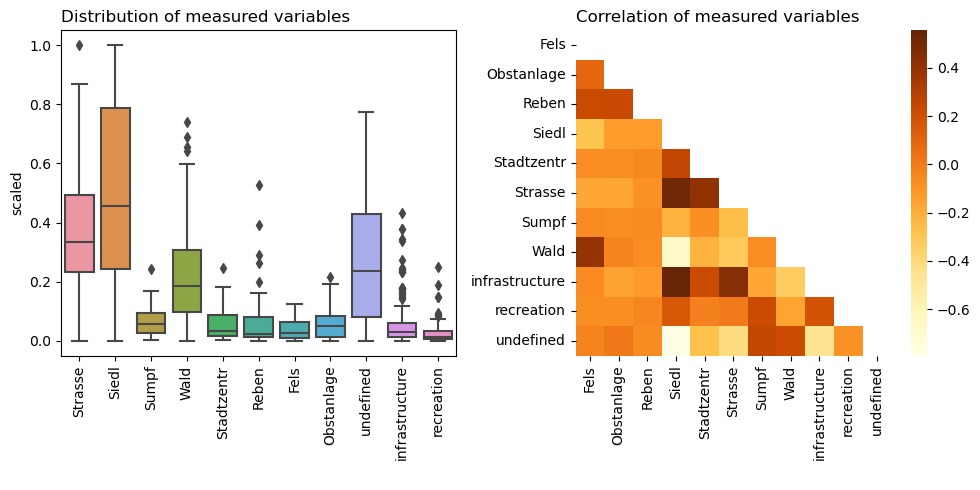 Distribution of measured variables
scaled
1.0
0.8
0.6
0.4
0.2
0.0
Strasse
Siedl
Sumpf
Wald
Stadtzentr
Reben
Fels
Obstanlage
undefined
infrastructure
recreation
Correlation of measured variables
Fels
Obstanlage
Reben
Siedl
Stadtzentr
Strasse
Sumpf
Wald
infrastructure
recreation
undefined
Fels
Obstanlage
Reben
Siedl
Stadtzentr
Strasse
Sumpf
Wald
infrastructure
recreation
undefined
0.4
0.2
0.0
−0.2
−0.4
−0.6